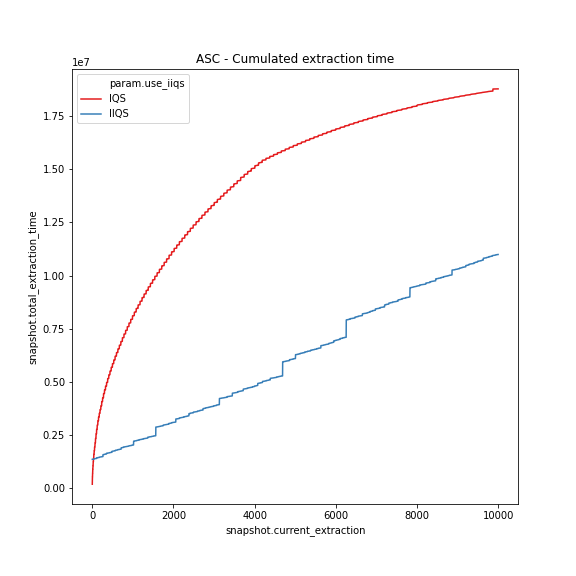 ASC - Cumulated extraction time
1e7
param.use_iiqs
IQS
IIQS
1.75
1.50
1.25
1.00
0.75
0.50
0.25
0.00
snapshot.total_extraction_time
0 2000 4000 6000 8000 10000
snapshot.current_extraction